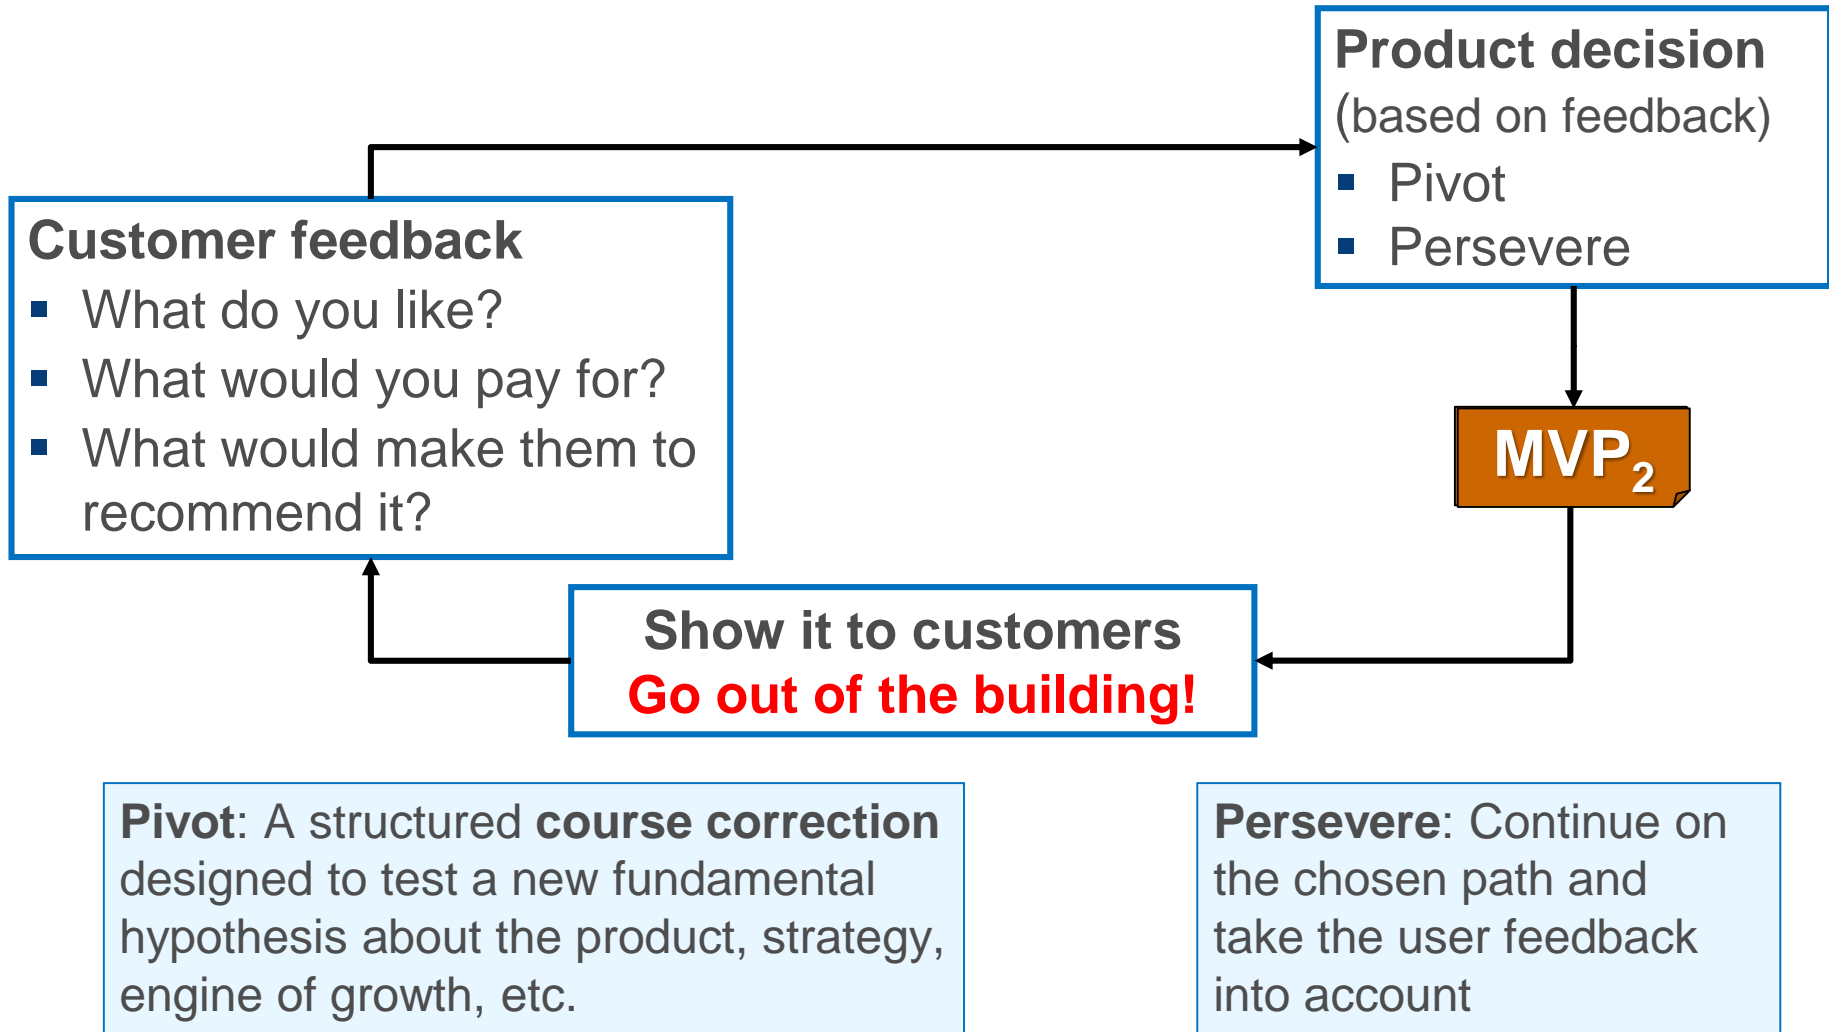 Product decision
(based on feedback)
▪ Pivot
▪ Persevere
Customer feedback
▪ What do you like?
▪ What would you pay for?
▪ What would make them to
recommend it?
MVP₂
Show it to customers
Go out of the building!
Pivot: A structured course correction
designed to test a new fundamental
hypothesis about the product, strategy,
engine of growth, etc.
Persevere: Continue on
the chosen path and
take the user feedback
into account